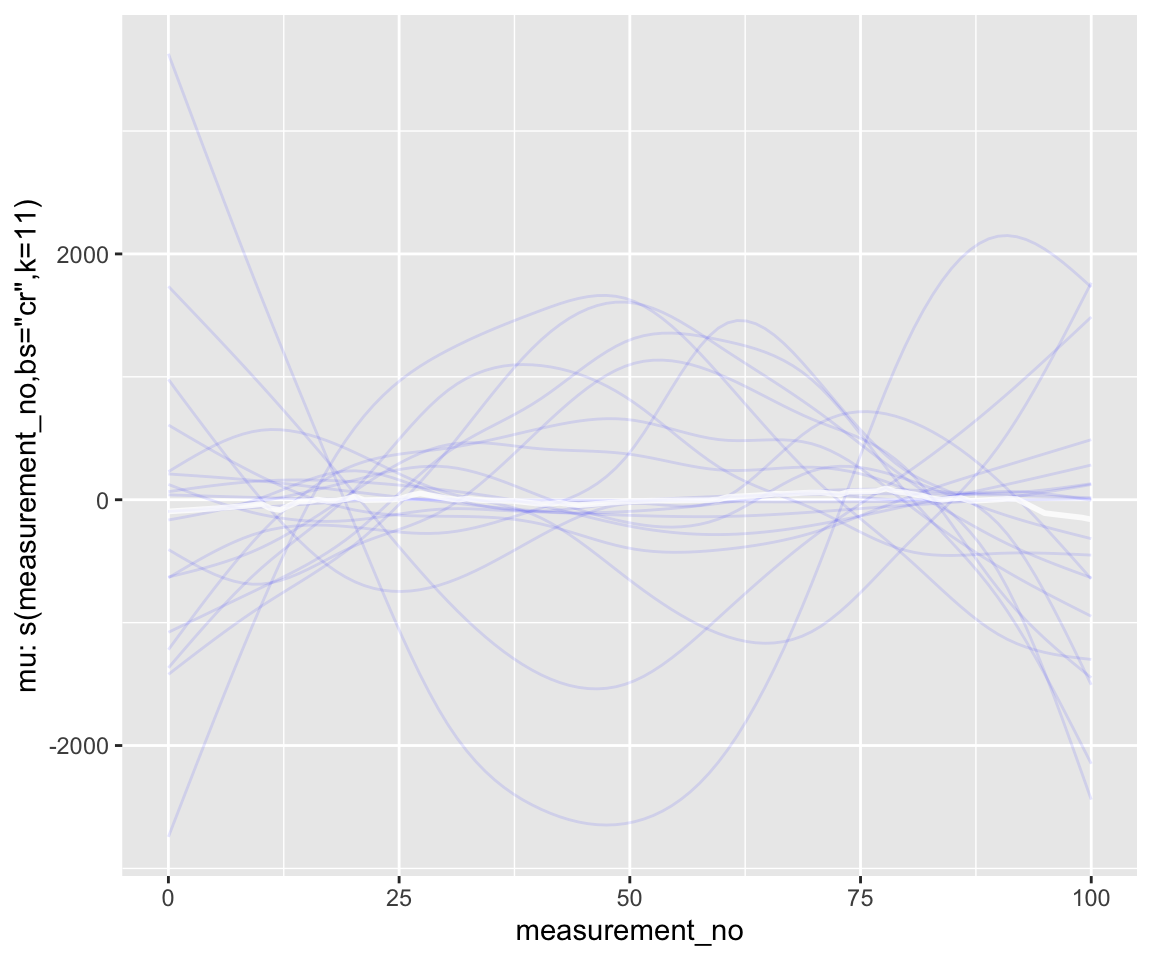 mu: s(measurement_no,bs="cr",k=11)
2000
0
-2000
0 25 50 75 100
measurement_no